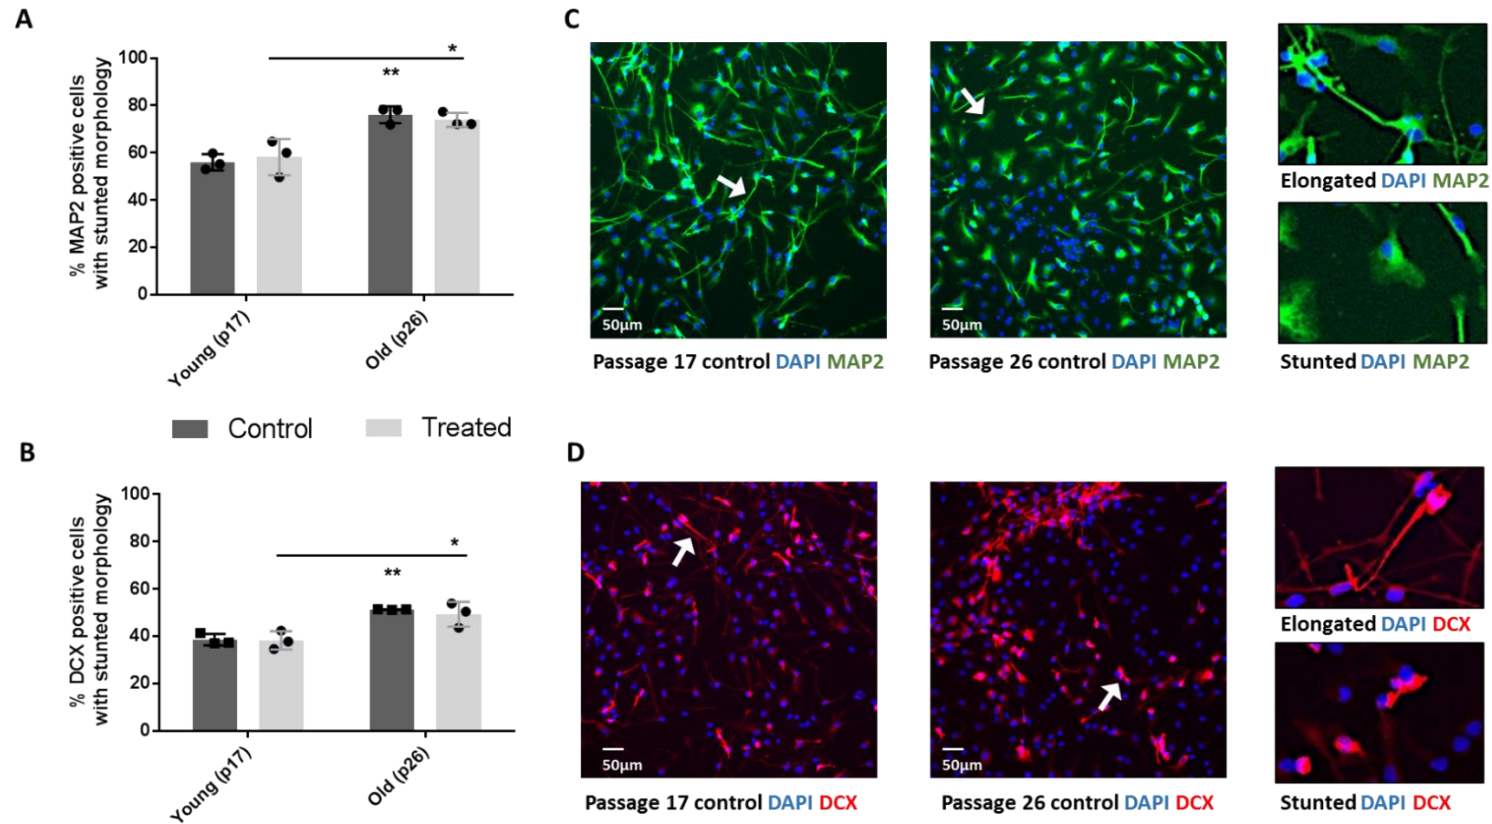 A
% MAP2 positive cells
with stunted morphology
100
80
60
40
20
0
*
**
Young (p17)
Old (p26)
Control
Treated
B
% DCX positive cells
with stunted morphology
100
80
60
40
20
0
*
**
Young (p17)
Old (p26)
C
50µm
Passage 17 control DAPI MAP2
50µm
Passage 26 control DAPI MAP2
Elongated DAPI MAP2
Stunted DAPI MAP2
D
50µm
Passage 17 control DAPI DCX
50µm
Passage 26 control DAPI DCX
Elongated DAPI DCX
Stunted DAPI DCX